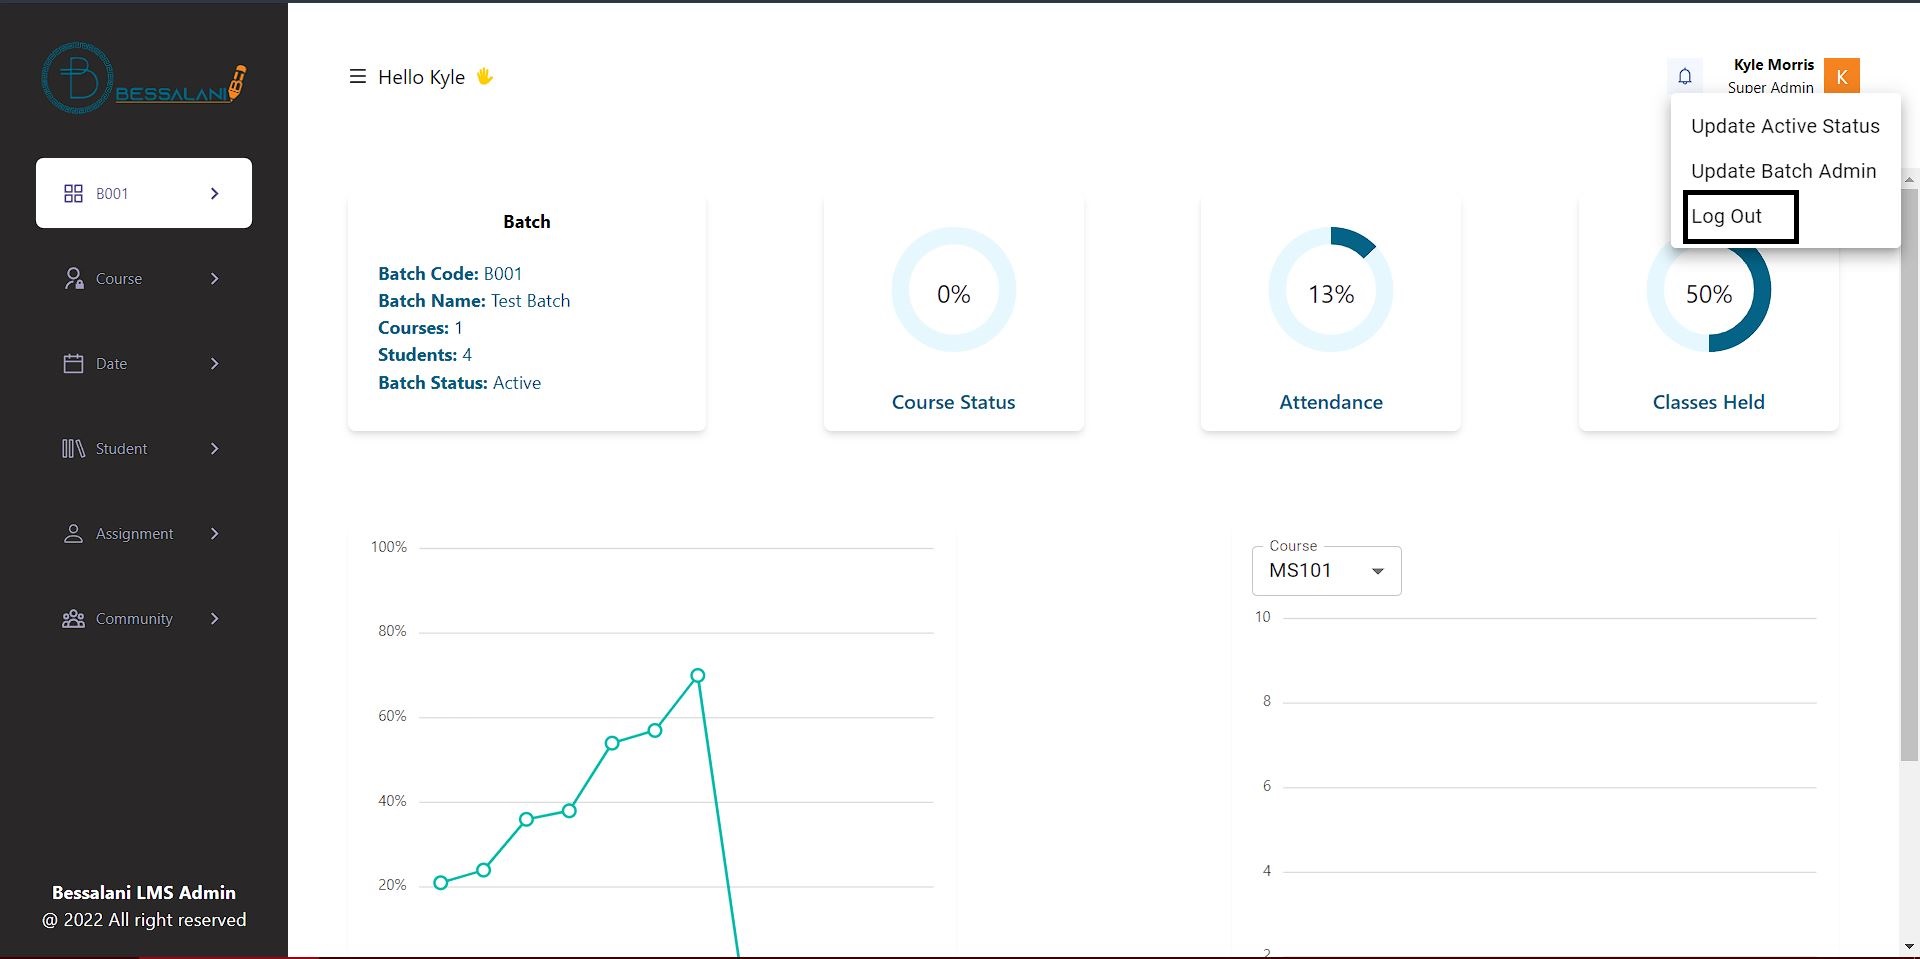 BESSALANI
B001
Course
Date
Student
Assignment
Community
Bessalani LMS Admin
@ 2022 All right reserved
Hello Kyle
Kyle Morris
Super Admin
K
Update Active Status
Update Batch Admin
Log Out
Batch
Batch Code: B001
Batch Name: Test Batch
Courses: 1
Students: 4
Batch Status: Active
0%
Course Status
13%
Attendance
50%
Classes Held
100%
80%
60%
40%
20%
Course
MS101
10
8
6
4
2